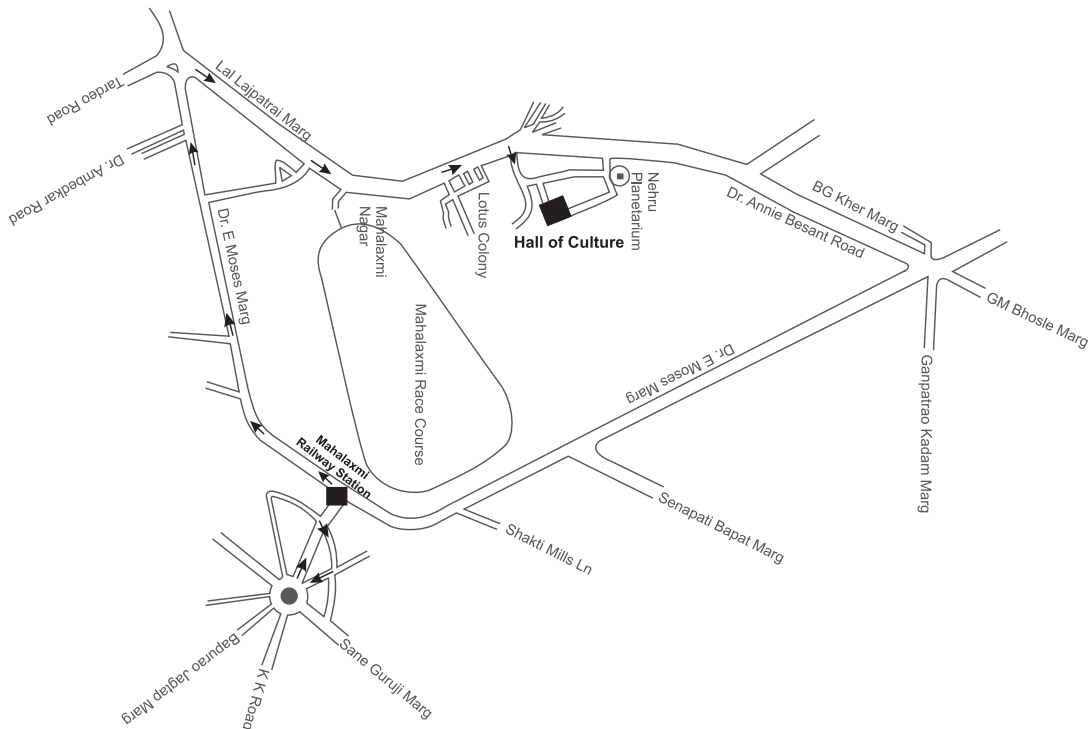 Tardeo Road
Lal Lajpatrai Marg
Dr. Ambedkar Road
Dr. E Moses Marg
Mahalaxmi
Nagar
Lotus Colony
Nehru
Planetarium
Hall of Culture
BG Kher Marg
Dr. Annie Besant Road
GM Bhosle Marg
Ganpatrao Kadam Marg
Mahalaxmi Race Course
Dr. E Moses Marg
Mahalaxmi
Railway Station
Senapati Bapat Marg
Shakti Mills Ln
Sane Guruji Marg
K K Road
Bapurao Jagtap Marg